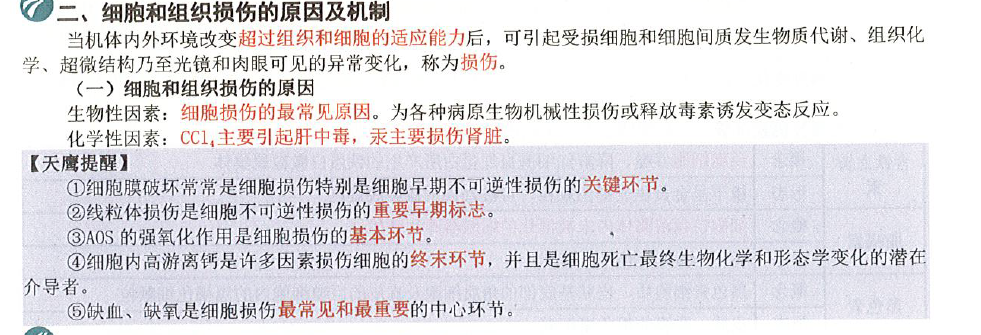 二、细胞和组织损伤的原因及机制
当机体内外环境改变超过组织和细胞的适应能力后，可引起受损细胞和细胞间质发生物质代谢、组织化
学、超微结构乃至光镜和肉眼可见的异常变化，称为损伤。
（一）细胞和组织损伤的原因
生物性因素：细胞损伤的最常见原因。为各种病原生物机械性损伤或释放毒素诱发变态反应。
化学性因素：CCl₄主要引起肝中毒，汞主要损伤肾脏。
【天鹰提醒】
①细胞膜破坏常常是细胞损伤特别是细胞早期不可逆性损伤的关键环节。
②线粒体损伤是细胞不可逆性损伤的重要早期标志。
③AOS 的强氧化作用是细胞损伤的基本环节。
④细胞内高游离钙是许多因素损伤细胞的终末环节，并且是细胞死亡最终生物化学和形态学变化的潜在
介导者。
⑤缺血、缺氧是细胞损伤最常见和最重要的中心环节。